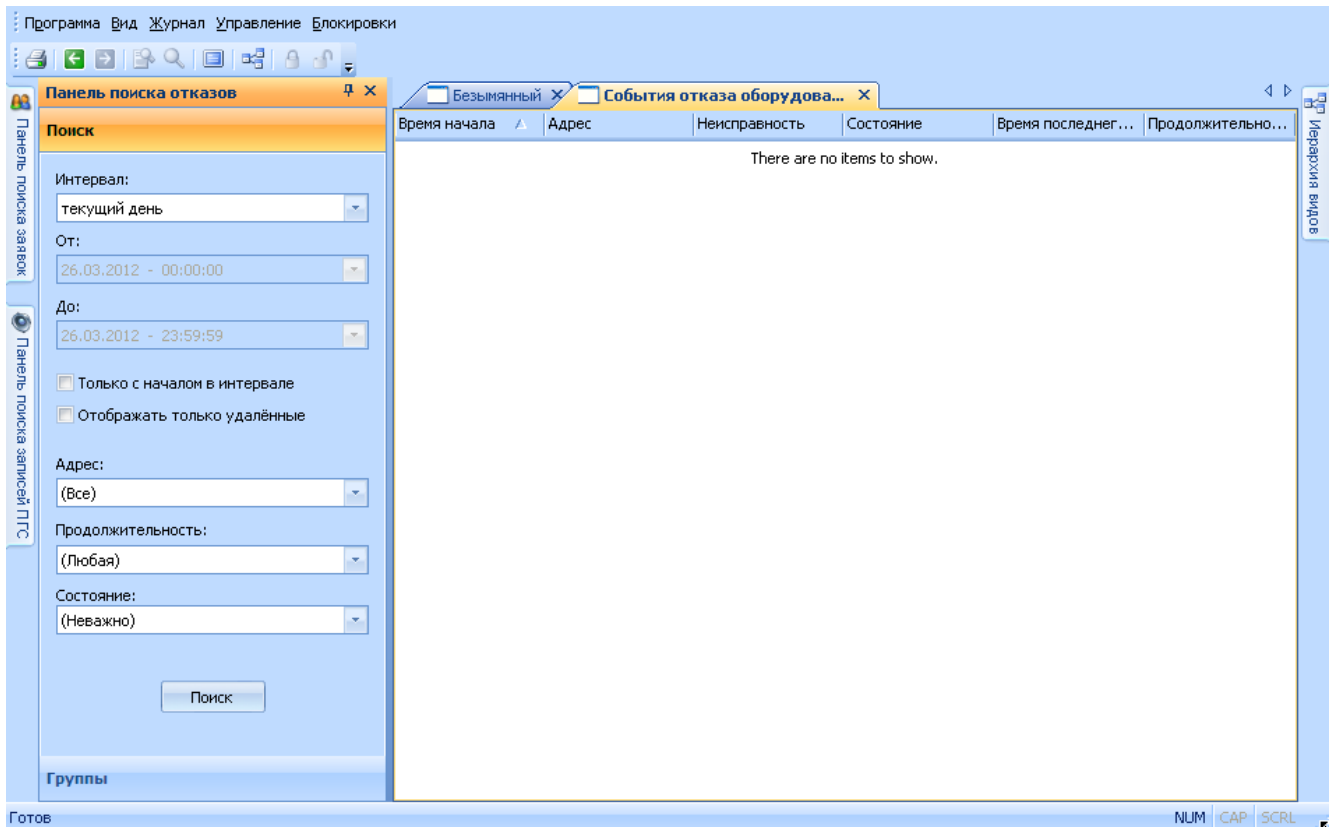 Программа Вид Журнал Управление Блокировки
Панель поиска отказов
Безымянный
События отказа оборудова...
Поиск
Время начала Адрес Неисправность Состояние Время последнег... Продолжительно...
There are no items to show.
Панель поиска заявок
Панель поиска записей ПГС
Иерархия видов
Интервал:
текущий день
От:
26.03.2012 - 00:00:00
До:
26.03.2012 - 23:59:59
Только с началом в интервале
Отображать только удалённые
Адрес:
(Все)
Продолжительность:
(Любая)
Состояние:
(Неважно)
Поиск
Группы
Готов
NUM CAP SCRL